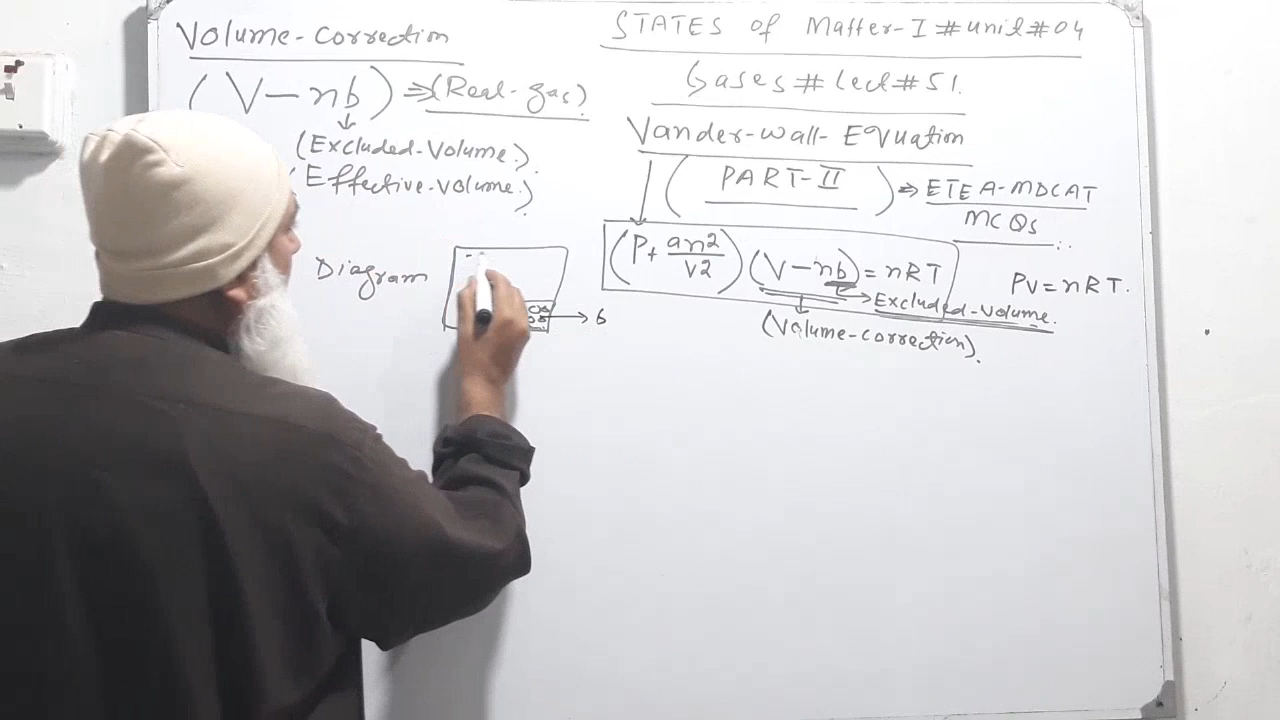 Volume-Correction
(V-nb) ⇒ (Real-gas)
(Excluded-Volume)
(Effective-Volume)
Diagram
b
STATES of Matter-I # unit # 04
Gases # Lect # 51.
Vander-wall-Equation
(PART-II) ⇒ ETEA-MDCAT
MCQs
(P+ an2/v2) (V-nb) = nRT
PV=nRT.
Excluded-Volume.
(Volume-correction).